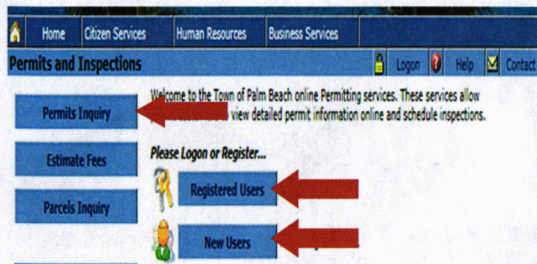 Home Citizen Services Human Resources Business Services
Permits and Inspections Logon Help Contact
Welcome to the Town of Palm Beach online Permitting services. These services allow
view detailed permit information online and schedule inspections.
Permits Inquiry
Please Logon or Register...
Estimate Fees
Registered Users
Parcels Inquiry
New Users